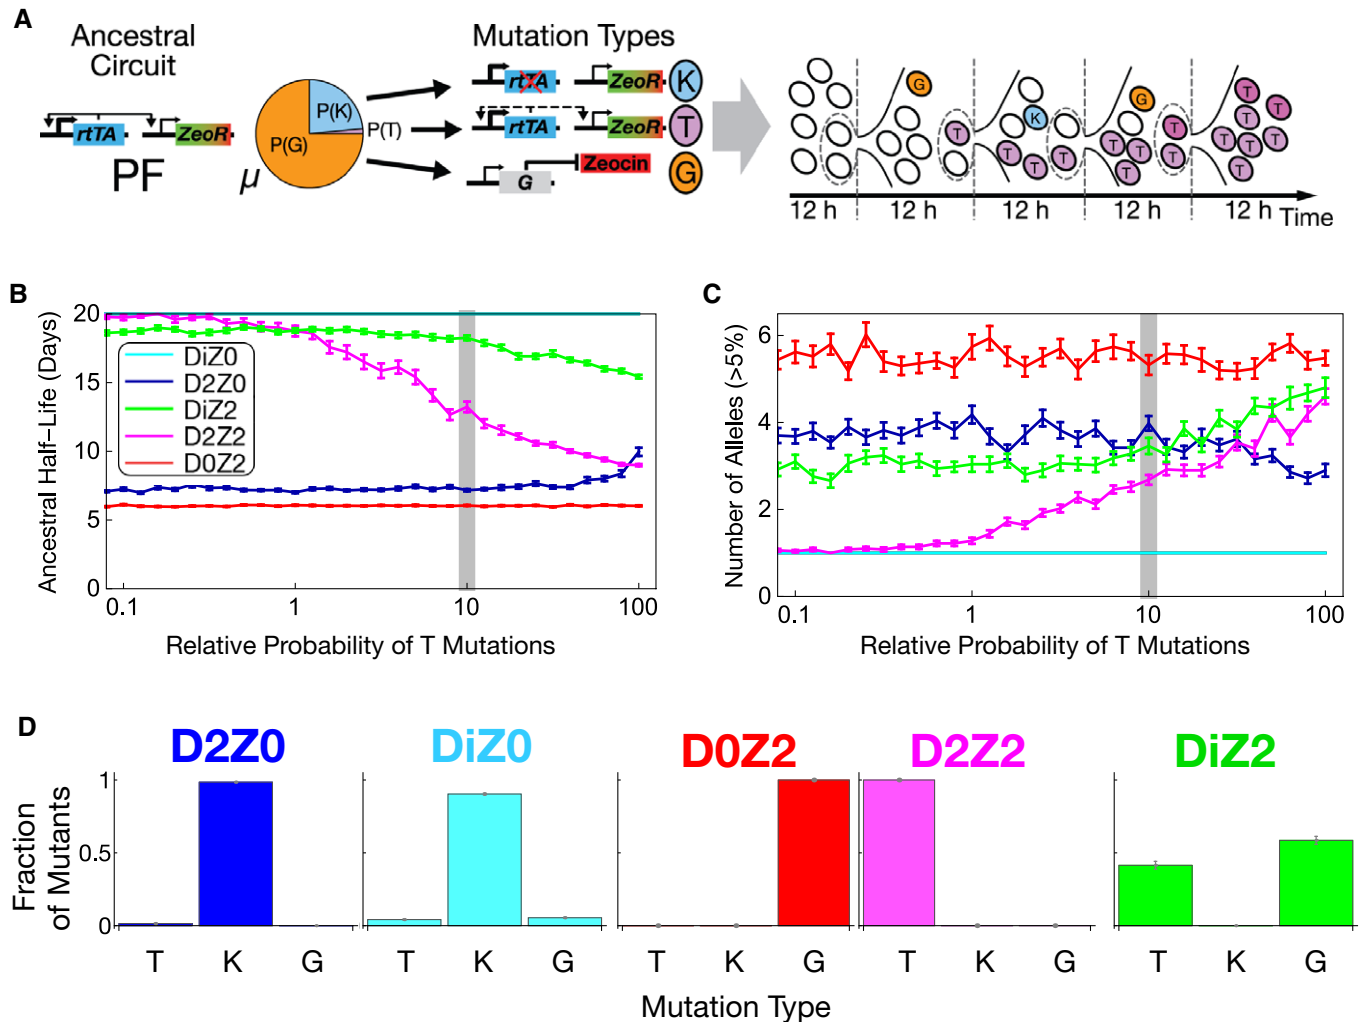 A
Ancestral
Circuit
Mutation Types
rtTA
ZeoR
PF
P(K)
P(T)
P(G)
μ
rtTA
ZeoR
K
rtTA
ZeoR
T
G
Zeocin
G
G
T
K
T
T
T
G
T
T
T
T
T
T
T
T
T
T
T
T
T
12 h
12 h
12 h
12 h
12 h
Time
B
Ancestral Half-Life (Days)
20
15
10
5
0
DiZ0
D2Z0
DiZ2
D2Z2
D0Z2
0.1
1
10
100
Relative Probability of T Mutations
C
Number of Alleles (>5%)
6
4
2
0
0.1
1
10
100
Relative Probability of T Mutations
D
D2Z0
DiZ0
D0Z2
D2Z2
DiZ2
Fraction
of Mutants
1
0.5
0
T K G
T K G
T K G
T K G
T K G
Mutation Type